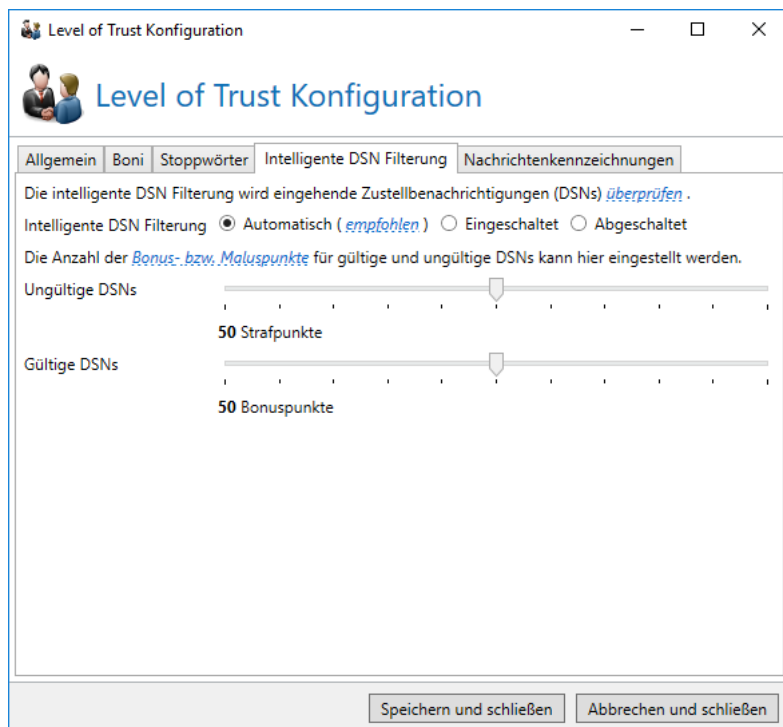 Level of Trust Konfiguration
Level of Trust Konfiguration
Allgemein Boni Stoppwörter Intelligente DSN Filterung Nachrichtenkennzeichnungen
Die intelligente DSN Filterung wird eingehende Zustellbenachrichtigungen (DSNs) überprüfen .
Intelligente DSN Filterung Automatisch ( empfohlen ) Eingeschaltet Abgeschaltet
Die Anzahl der Bonus- bzw. Maluspunkte für gültige und ungültige DSNs kann hier eingestellt werden.
Ungültige DSNs
50 Strafpunkte
Gültige DSNs
50 Bonuspunkte
Speichern und schließen Abbrechen und schließen